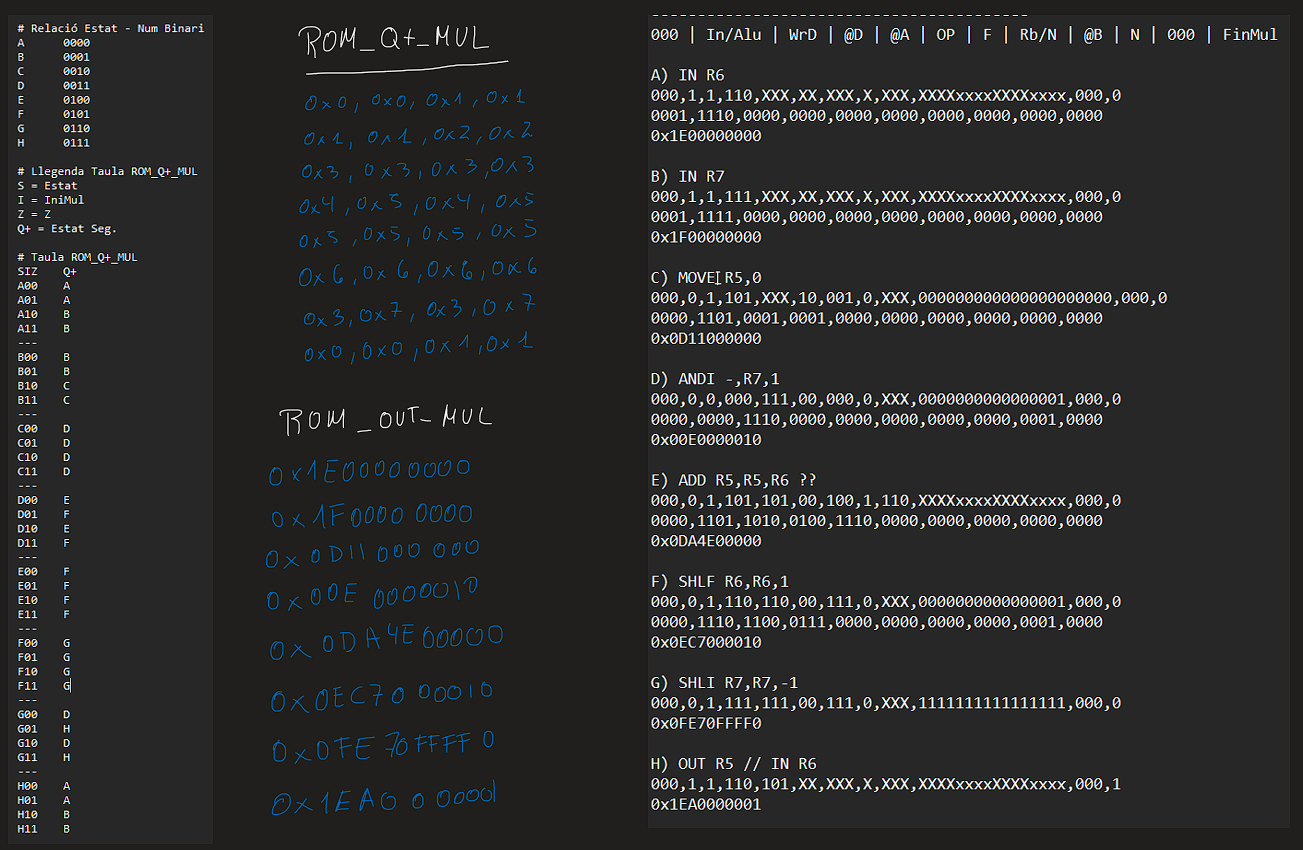 # Relació Estat - Num Binari
A 0000
B 0001
C 0010
D 0011
E 0100
F 0101
G 0110
H 0111
# Llegenda Taula ROM_Q+_MUL
S = Estat
I = IniMul
Z = Z
Q+ = Estat Seg.
# Taula ROM_Q+_MUL
SIZ Q+
A00 A
A01 A
A10 B
A11 B
---
B00 B
B01 B
B10 C
B11 C
---
C00 D
C01 D
C10 D
C11 D
---
D00 E
D01 F
D10 E
D11 F
---
E00 F
E01 F
E10 F
E11 F
---
F00 G
F01 G
F10 G
F11 G
---
G00 D
G01 H
G10 D
G11 H
---
H00 A
H01 A
H10 B
H11 B
ROM_Q+_MUL
0x0, 0x0, 0x1, 0x1
0x1, 0x1, 0x2, 0x2
0x3, 0x3, 0x3, 0x3
0x4, 0x5, 0x4, 0x5
0x5, 0x5, 0x5, 0x5
0x6, 0x6, 0x6, 0x6
0x3, 0x7, 0x3, 0x7
0x0, 0x0, 0x1, 0x1
ROM_OUT_MUL
0x1E00000000
0x1F00000000
0x0D11000000
0x00E0000010
0x0DA4E00000
0x0EC7000010
0x0FE70FFFF0
0x1EA0000001
000 | In/Alu | WrD | @D | @A | OP | F | Rb/N | @B | N | 000 | FinMul
A) IN R6
000,1,1,110,XXX,XX,XXX,X,XXX,XXXXxxxxXXXXxxxx,000,0
0001,1110,0000,0000,0000,0000,0000,0000,0000,0000
0x1E00000000
B) IN R7
000,1,1,111,XXX,XX,XXX,X,XXX,XXXXxxxxXXXXxxxx,000,0
0001,1111,0000,0000,0000,0000,0000,0000,0000,0000
0x1F00000000
C) MOVEI R5,0
000,0,1,101,XXX,10,001,0,XXX,000000000000000000000,000,0
0000,1101,0001,0001,0000,0000,0000,0000,0000,0000
0x0D11000000
D) ANDI -,R7,1
000,0,0,000,111,00,000,0,XXX,0000000000000001,000,0
0000,0000,1110,0000,0000,0000,0000,0000,0001,0000
0x00E0000010
E) ADD R5,R5,R6 ??
000,0,1,101,101,00,100,1,110,XXXXxxxxXXXXxxxx,000,0
0000,1101,1010,0100,1110,0000,0000,0000,0000,0000
0x0DA4E00000
F) SHLF R6,R6,1
000,0,1,110,110,00,111,0,XXX,0000000000000001,000,0
0000,1110,1100,0111,0000,0000,0000,0000,0001,0000
0x0EC7000010
G) SHLI R7,R7,-1
000,0,1,111,111,00,111,0,XXX,1111111111111111,000,0
0x0FE70FFFF0
H) OUT R5 // IN R6
000,1,1,110,101,XX,XXX,X,XXX,XXXXxxxxXXXXxxxx,000,1
0x1EA0000001